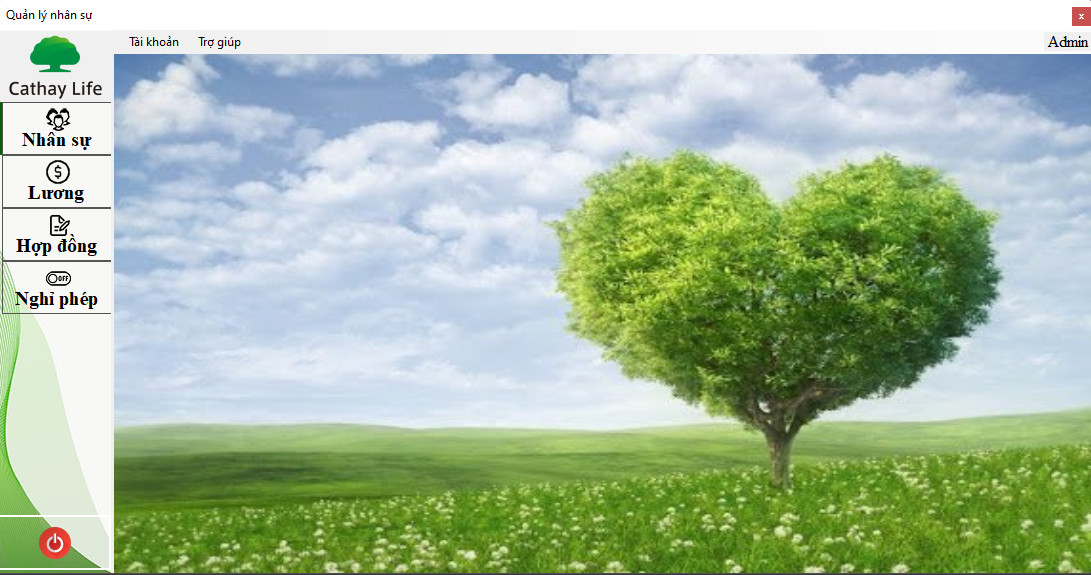 Quản lý nhân sự
x
Tài khoản
Trợ giúp
Admin
Cathay Life
Nhân sự
$
Lương
Hợp đồng
OFF
Nghỉ phép